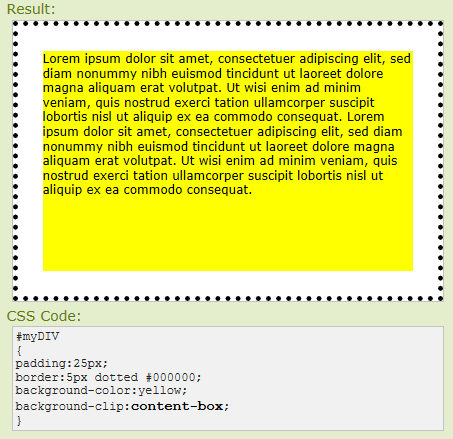 Result:
Lorem ipsum dolor sit amet, consectetuer adipiscing elit, sed
diam nonummy nibh euismod tincidunt ut laoreet dolore
magna aliquam erat volutpat. Ut wisi enim ad minim
veniam, quis nostrud exerci tation ullamcorper suscipit
lobortis nisl ut aliquip ex ea commodo consequat. Lorem
ipsum dolor sit amet, consectetuer adipiscing elit, sed diam
nonummy nibh euismod tincidunt ut laoreet dolore magna
aliquam erat volutpat. Ut wisi enim ad minim veniam, quis
nostrud exerci tation ullamcorper suscipit lobortis nisl ut
aliquip ex ea commodo consequat.
CSS Code:
#myDIV
{
padding:25px;
border:5px dotted #000000;
background-color:yellow;
background-clip:content-box;
}